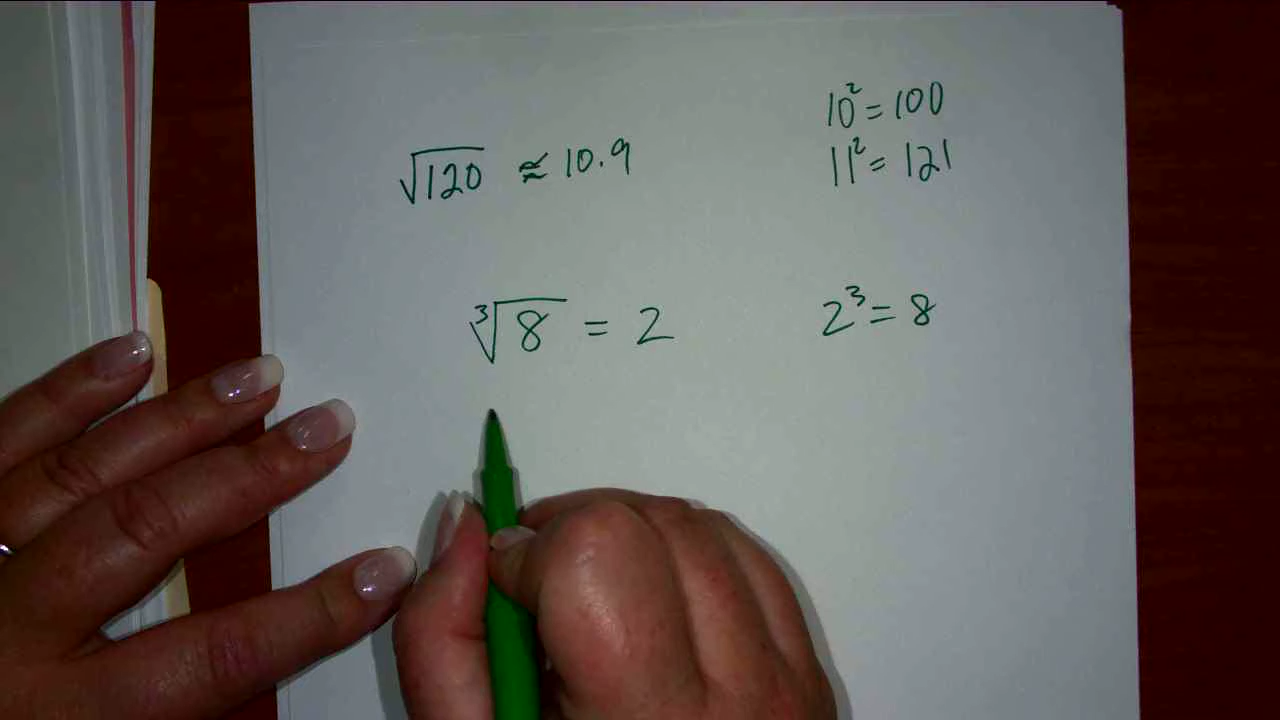 10² = 100
√120 ≈ 10.9
11² = 121
∛8 = 2
2³ = 8